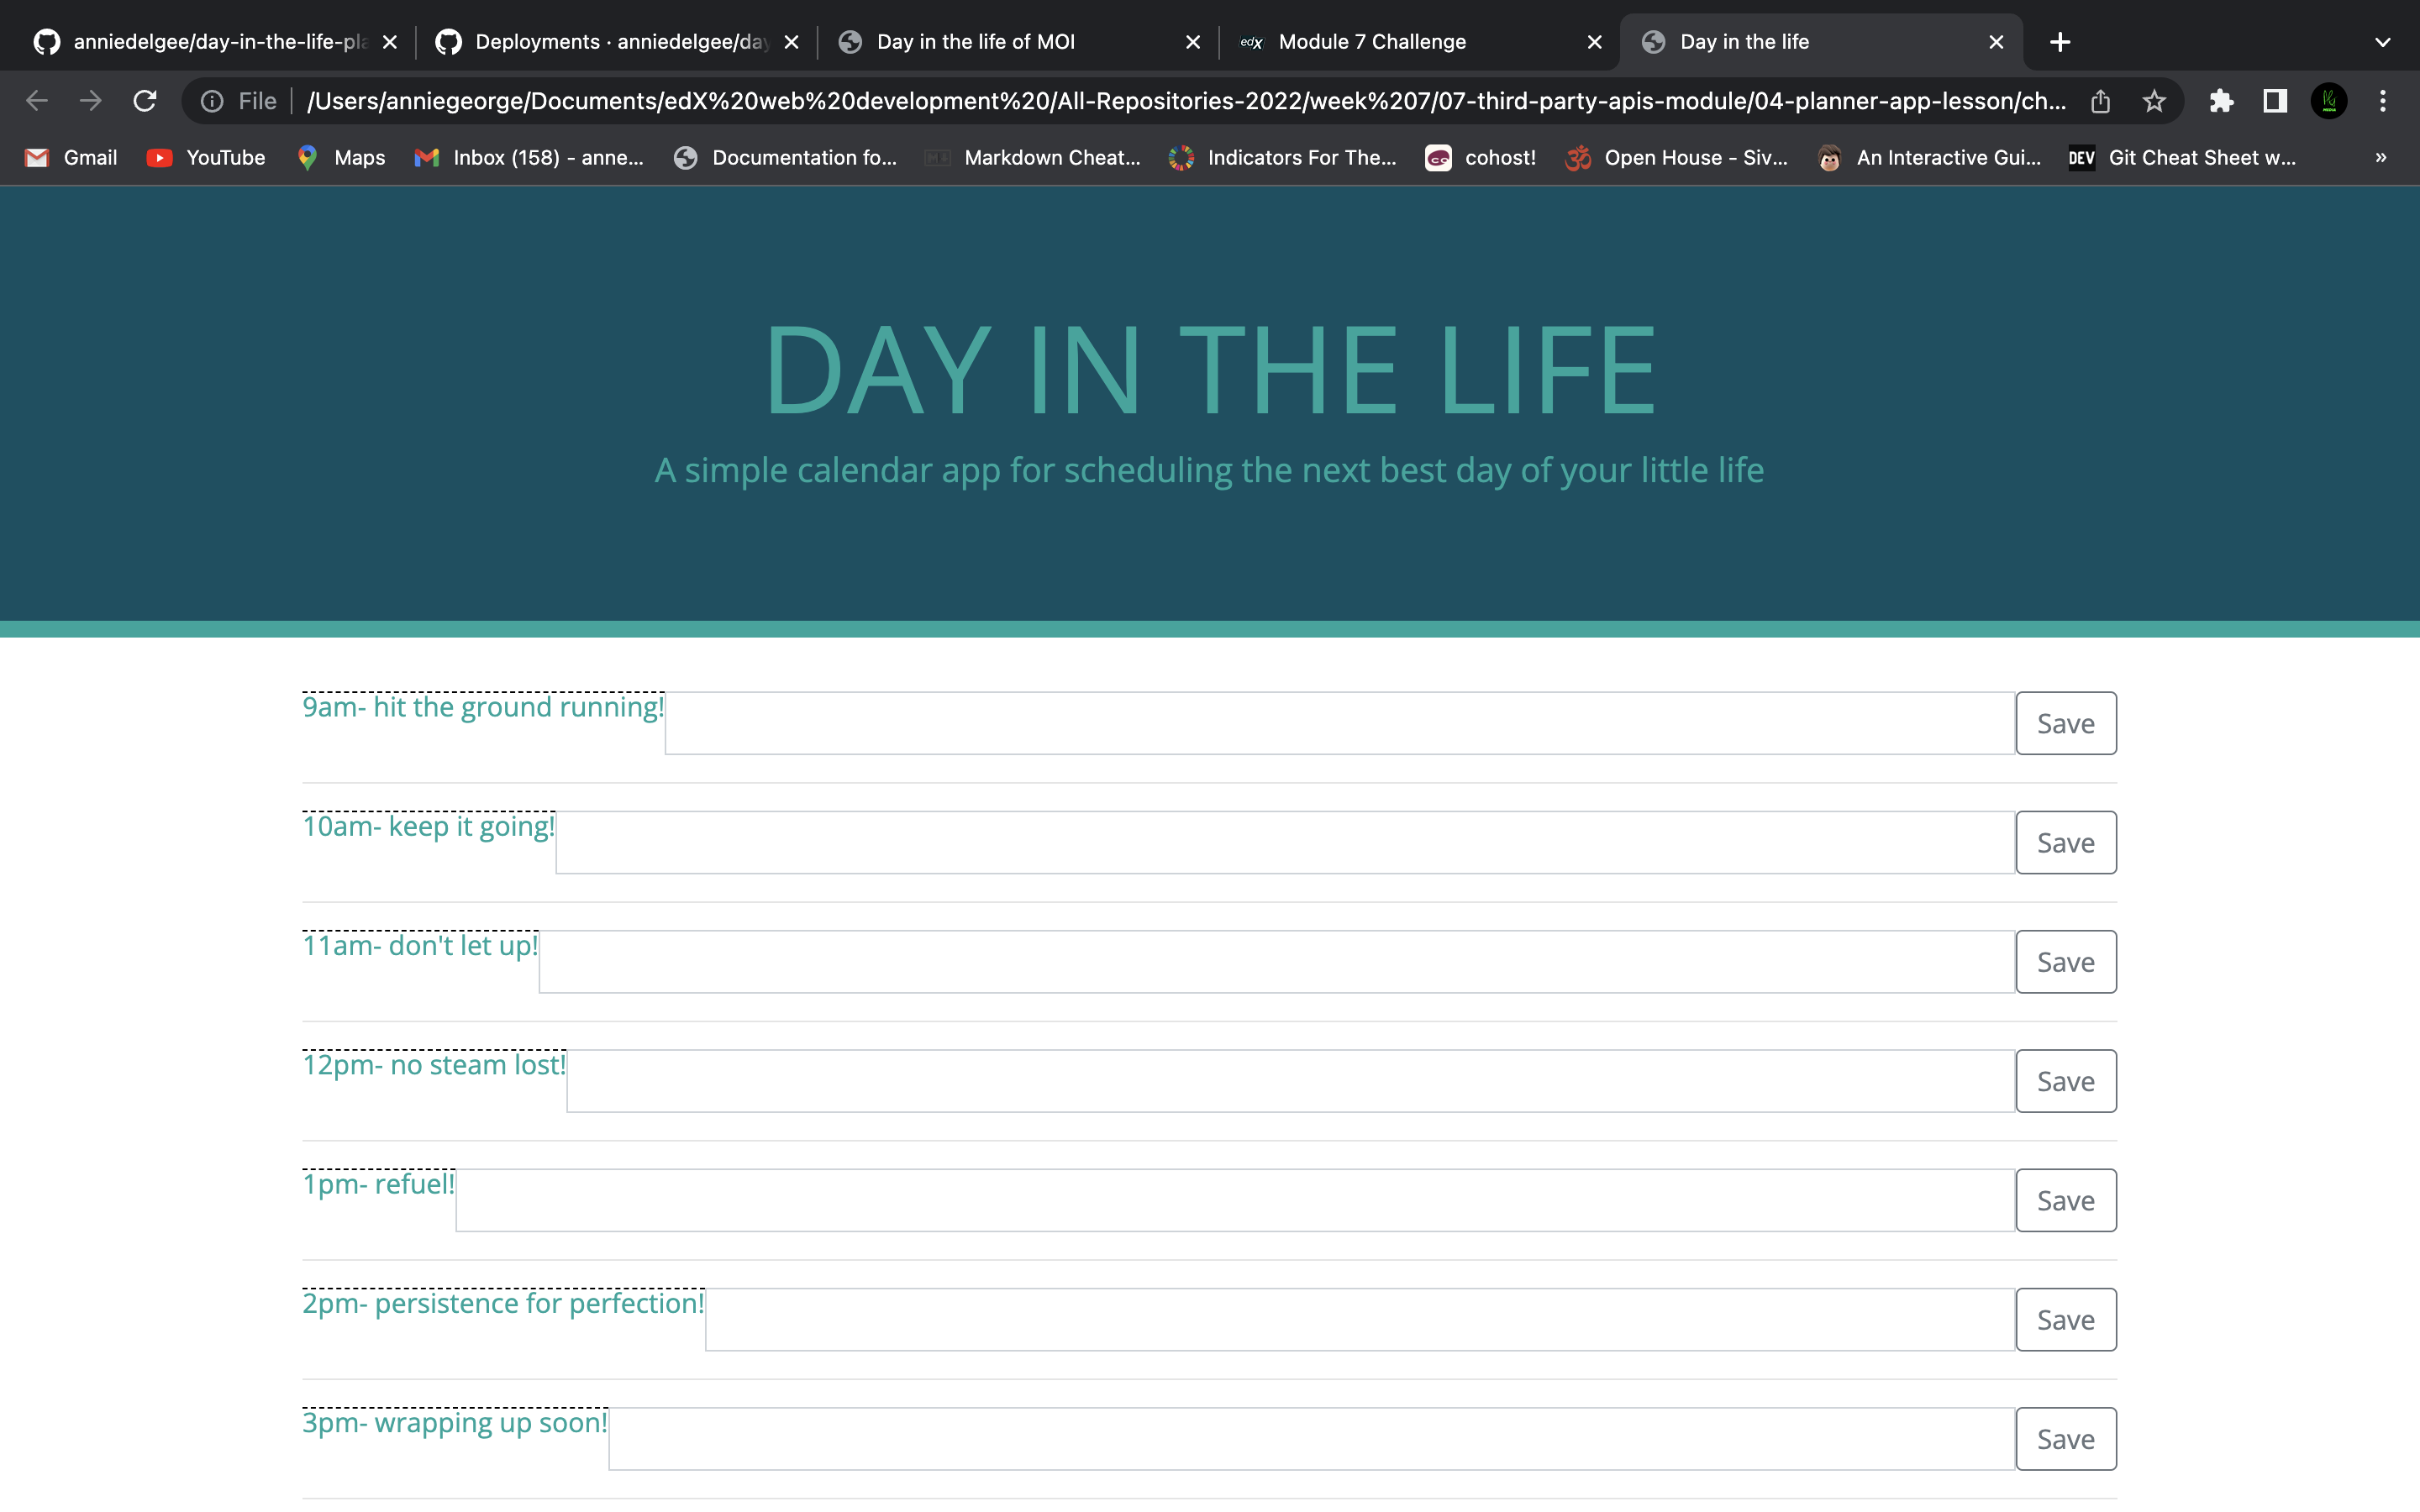 anniedelgee/day-in-the-life-pla
Deployments · anniedelgee/day
Day in the life of MOI
edX Module 7 Challenge
Day in the life
File /Users/anniegeorge/Documents/edX%20web%20development%20/All-Repositories-2022/week%207/07-third-party-apis-module/04-planner-app-lesson/ch...
Gmail YouTube Maps Inbox (158) - anne... Documentation fo... Markdown Cheat... Indicators For The... co cohost! Open House - Siv... An Interactive Gui... DEV Git Cheat Sheet w... »
DAY IN THE LIFE
A simple calendar app for scheduling the next best day of your little life
9am- hit the ground running! Save
10am- keep it going! Save
11am- don't let up! Save
12pm- no steam lost! Save
1pm- refuel! Save
2pm- persistence for perfection! Save
3pm- wrapping up soon! Save